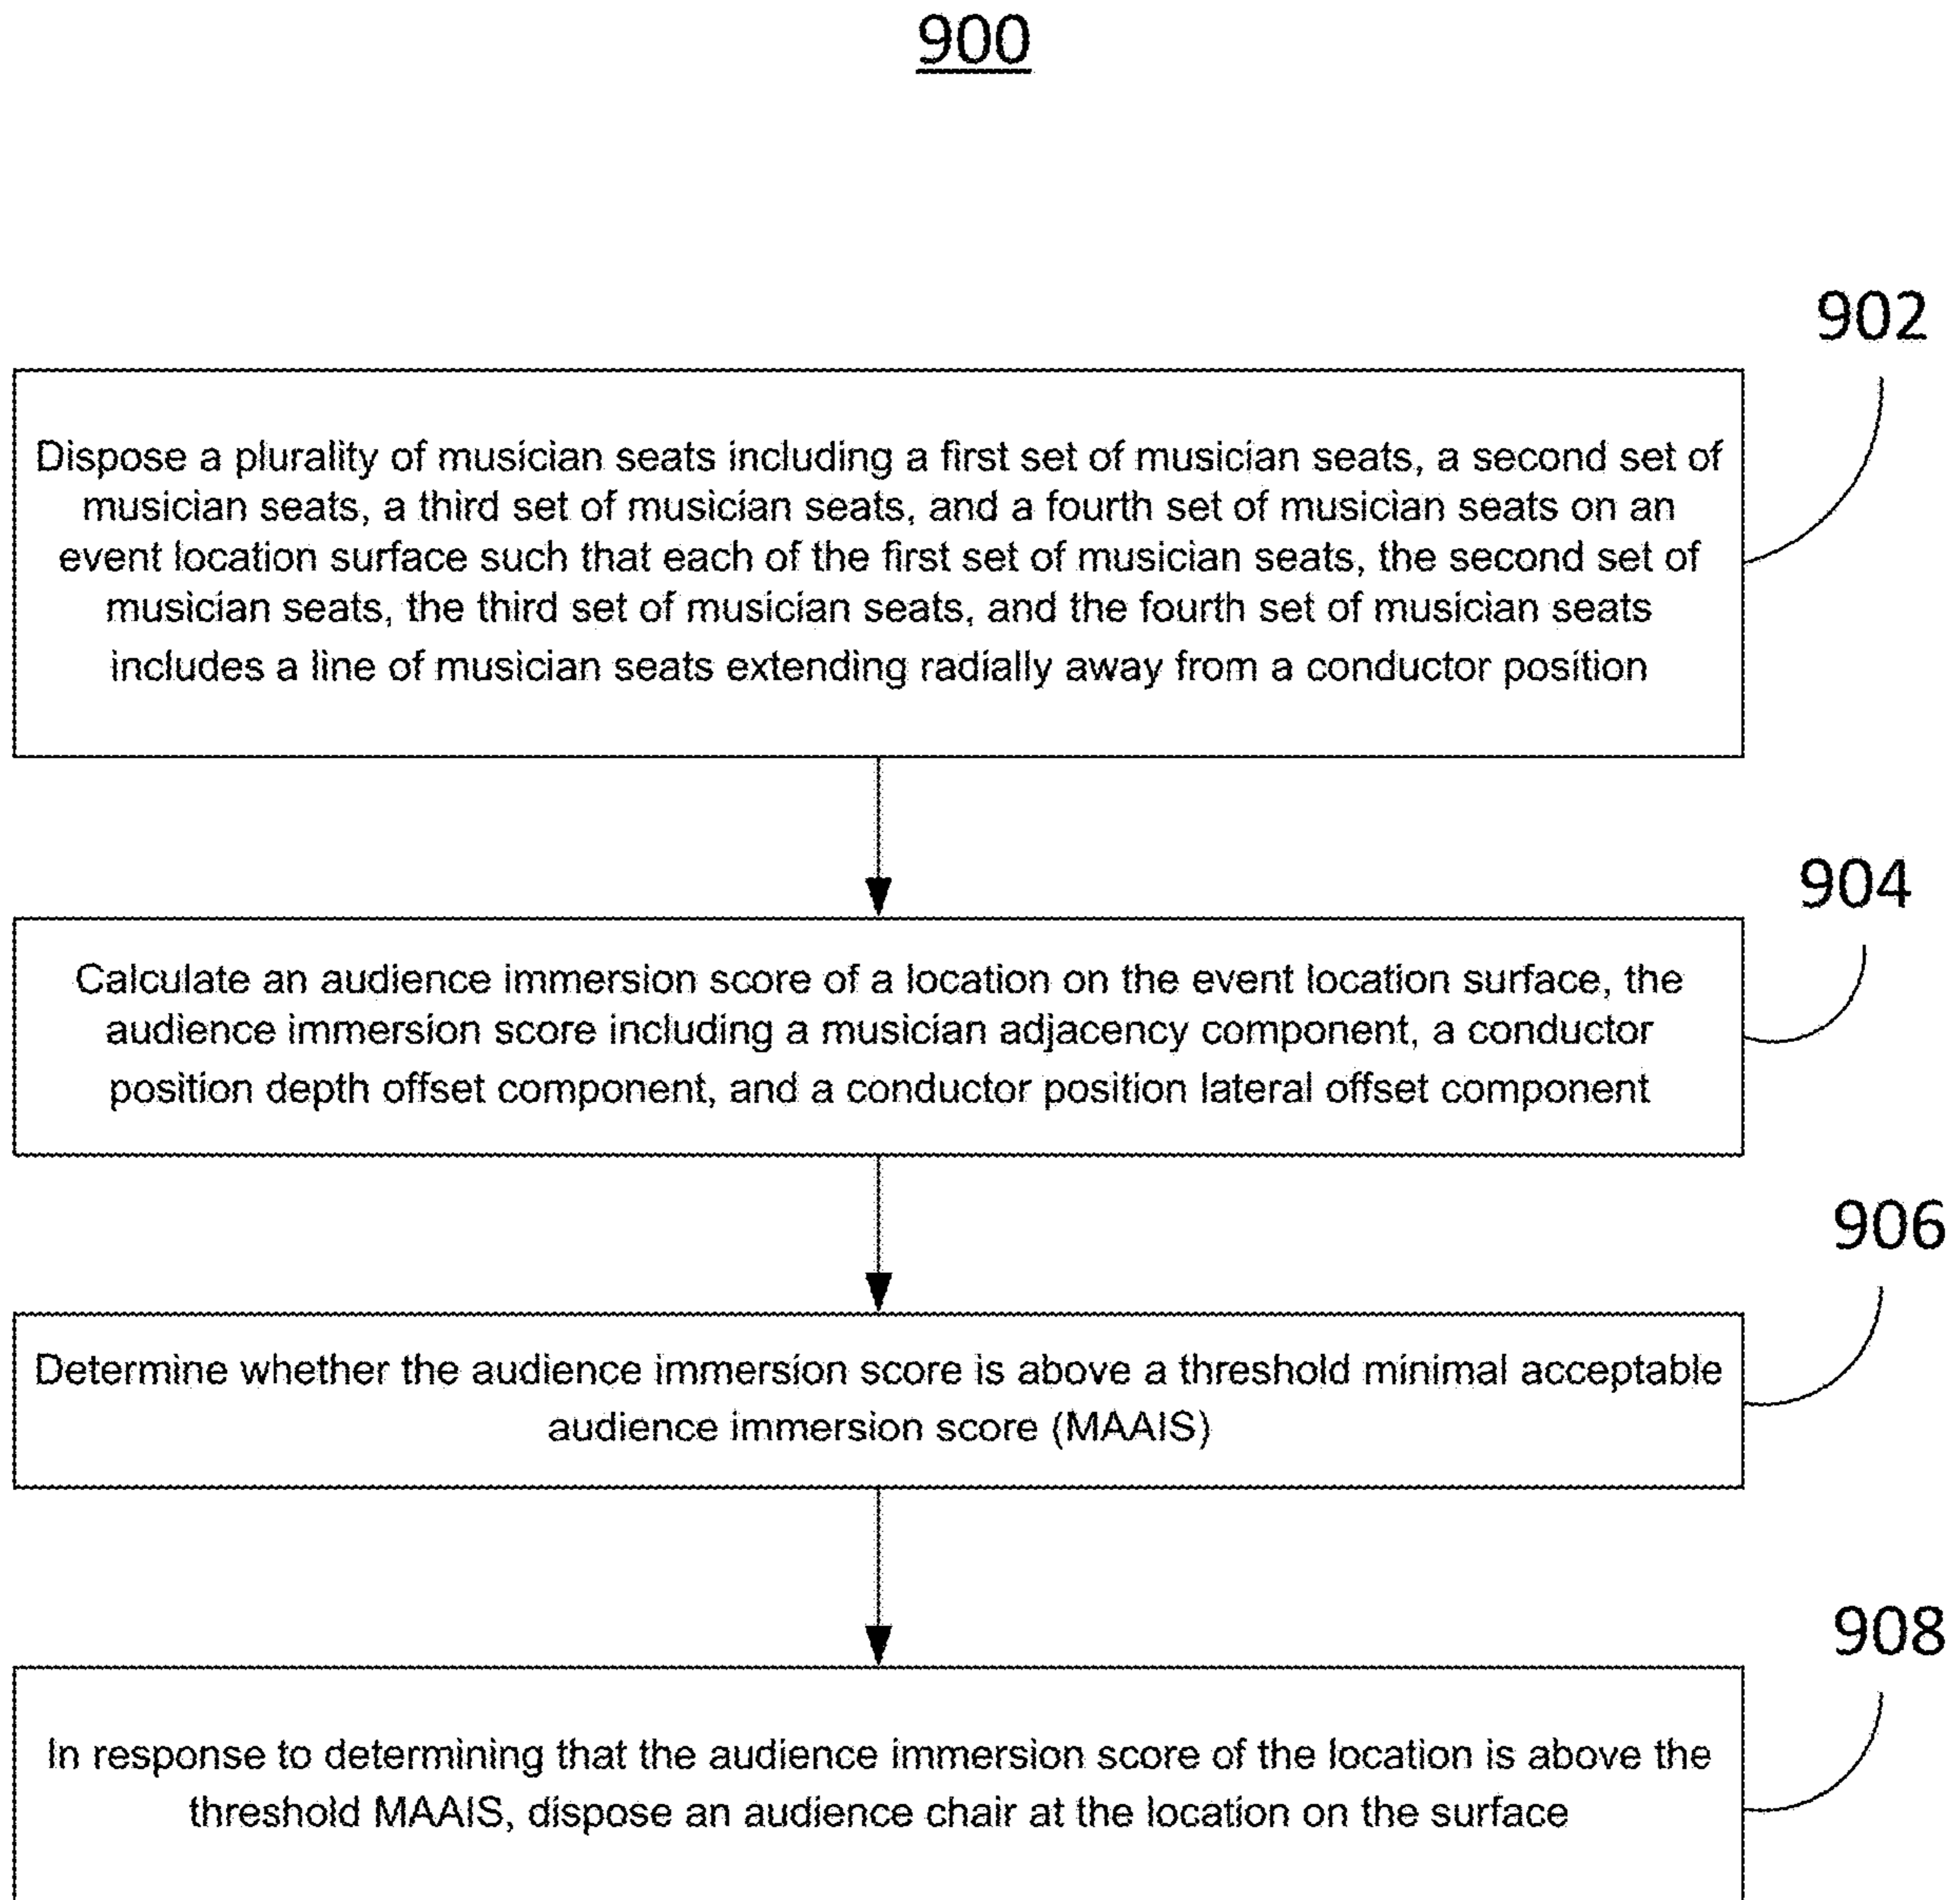 900
902
Dispose a plurality of musician seats including a first set of musician seats, a second set of
musician seats, a third set of musician seats, and a fourth set of musician seats on an
event location surface such that each of the first set of musician seats, the second set of
musician seats, the third set of musician seats, and the fourth set of musician seats
includes a line of musician seats extending radially away from a conductor position
904
Calculate an audience immersion score of a location on the event location surface, the
audience immersion score including a musician adjacency component, a conductor
position depth offset component, and a conductor position lateral offset component
906
Determine whether the audience immersion score is above a threshold minimal acceptable
audience immersion score (MAAIS)
908
In response to determining that the audience immersion score of the location is above the
threshold MAAIS, dispose an audience chair at the location on the surface